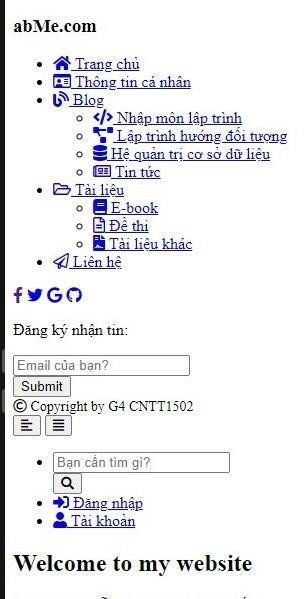 abMe.com
Trang chủ
Thông tin cá nhân
Blog
Nhập môn lập trình
Lập trình hướng đối tượng
Hệ quản trị cơ sở dữ liệu
Tin tức
Tài liệu
E-book
Đề thi
Tài liệu khác
Liên hệ
Đăng ký nhận tin:
Email của bạn?
Submit
© Copyright by G4 CNTT1502
Bạn cần tìm gì?
Đăng nhập
Tài khoản
Welcome to my website